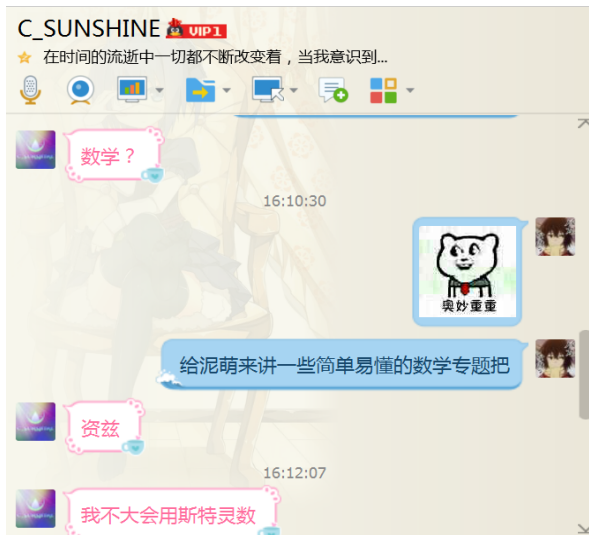 C_SUNSHINE VIP1
在时间的流逝中一切都不断改变着，当我意识到...
数学？
16:10:30
奥妙重重
给泥萌来讲一些简单易懂的数学专题把
资兹
16:12:07
我不大会用斯特灵数